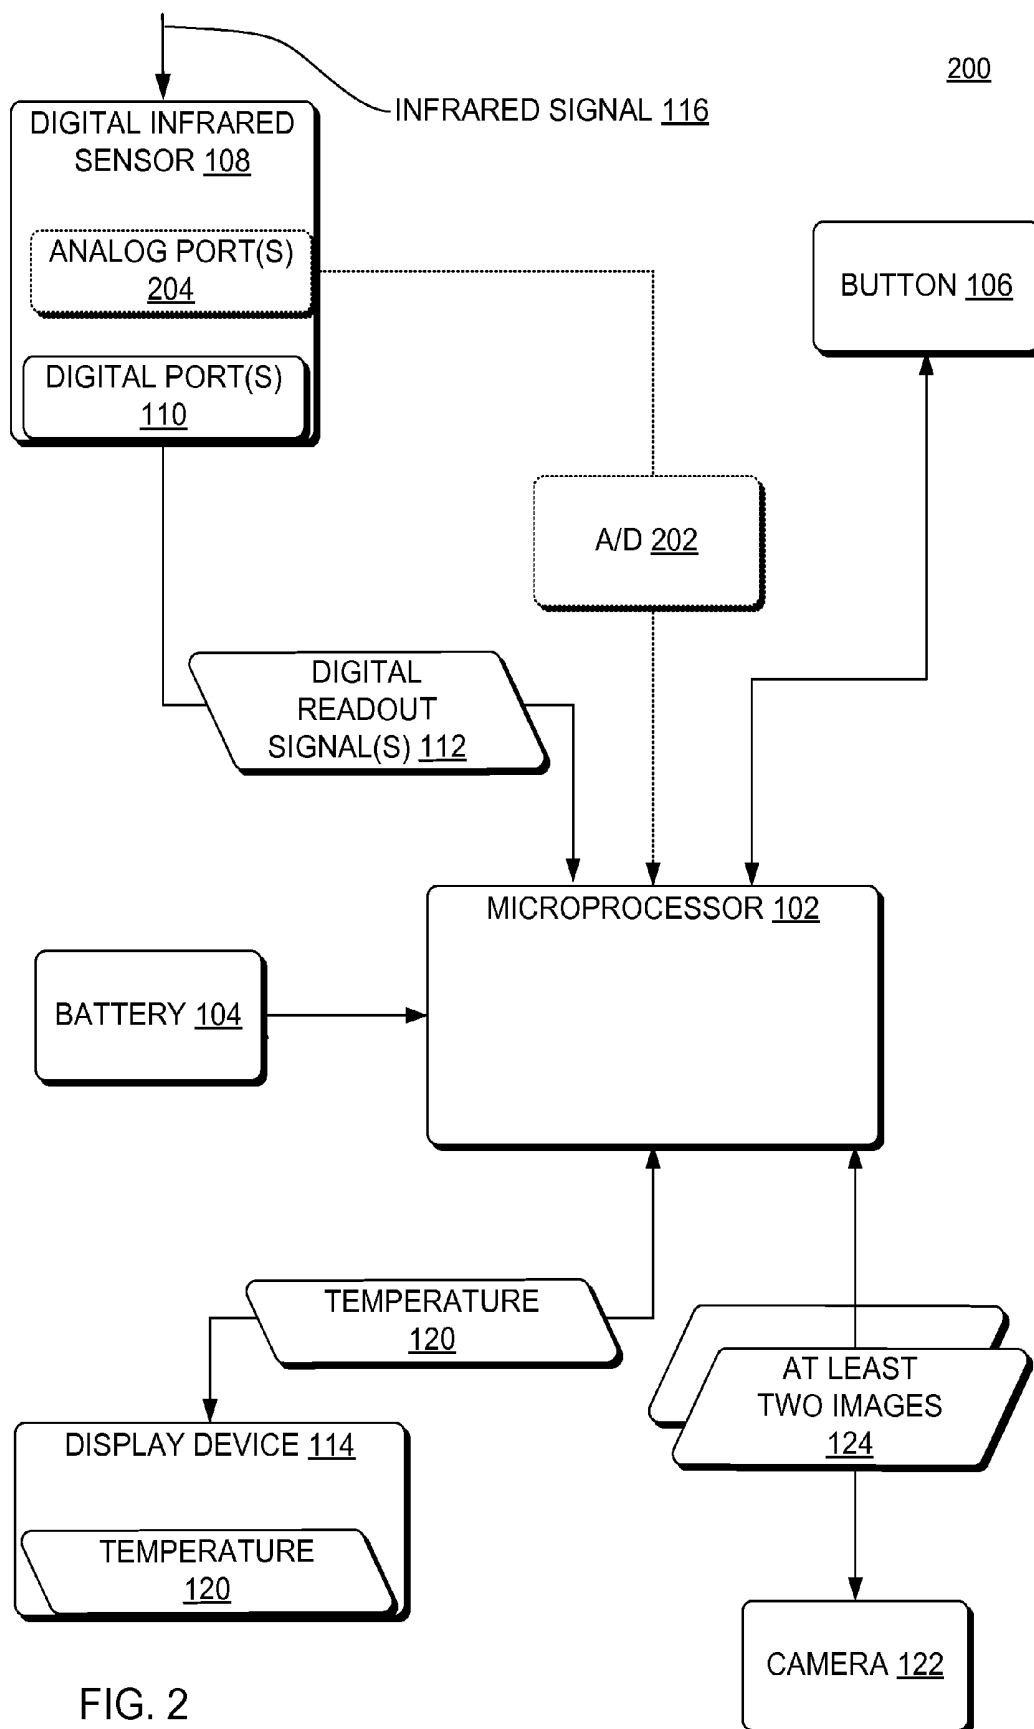 200
INFRARED SIGNAL 116
DIGITAL INFRARED
SENSOR 108
ANALOG PORT(S)
204
DIGITAL PORT(S)
110
BUTTON 106
A/D 202
DIGITAL
READOUT
SIGNAL(S) 112
MICROPROCESSOR 102
BATTERY 104
TEMPERATURE
120
AT LEAST
TWO IMAGES
124
DISPLAY DEVICE 114
TEMPERATURE
120
CAMERA 122
FIG. 2